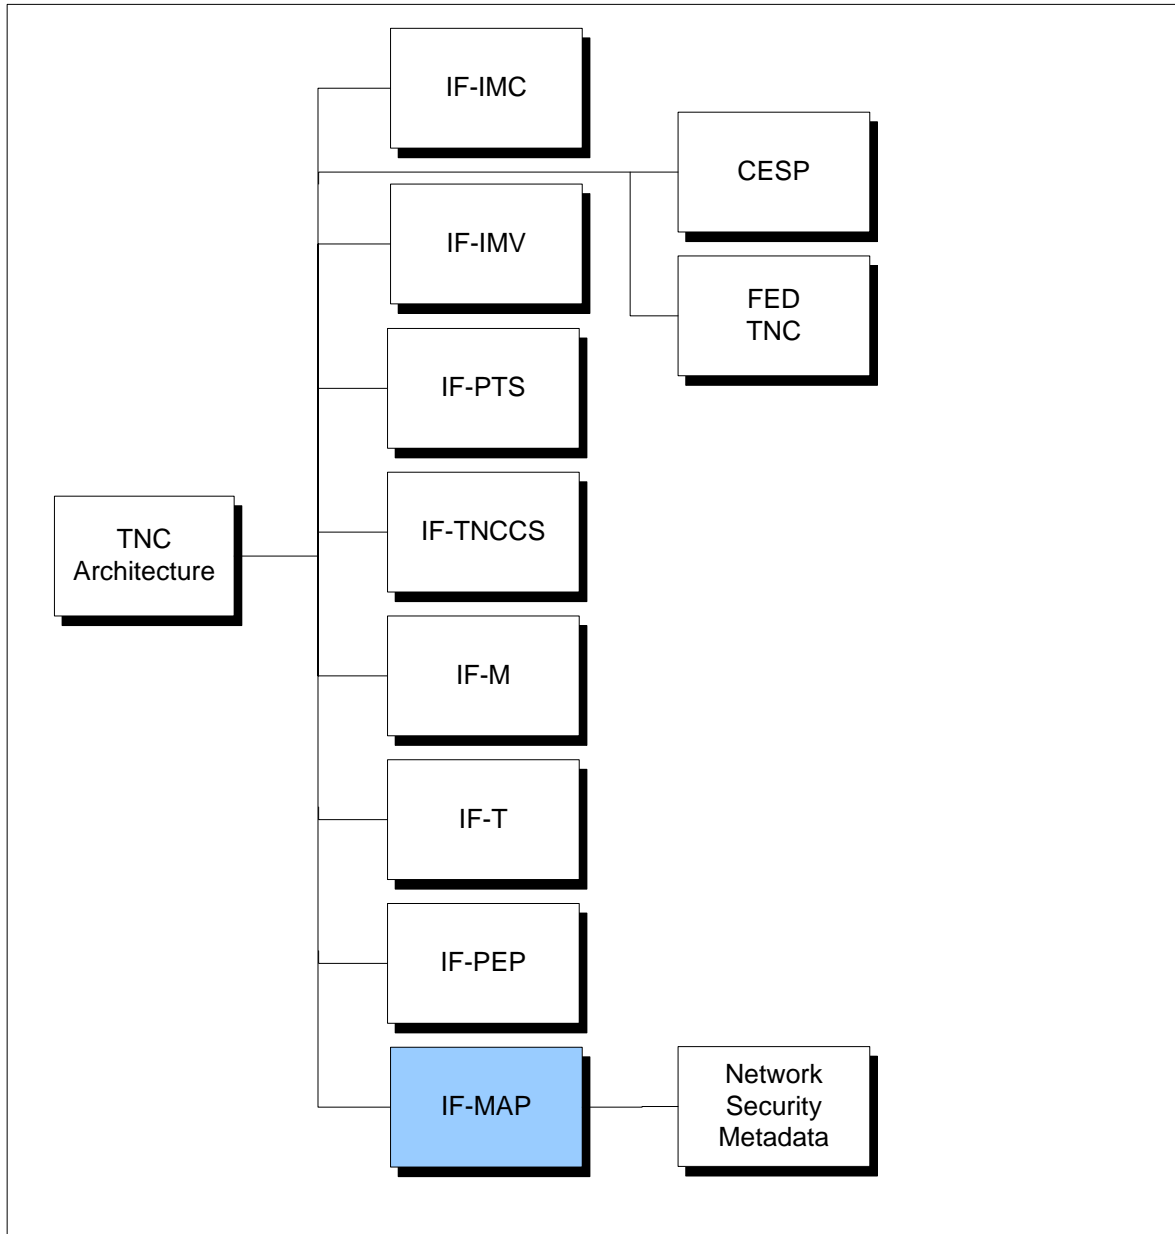 IF-IMC
CESP
IF-IMV
FED
TNC
IF-PTS
IF-TNCCS
TNC
Architecture
IF-M
IF-T
IF-PEP
IF-MAP
Network
Security
Metadata